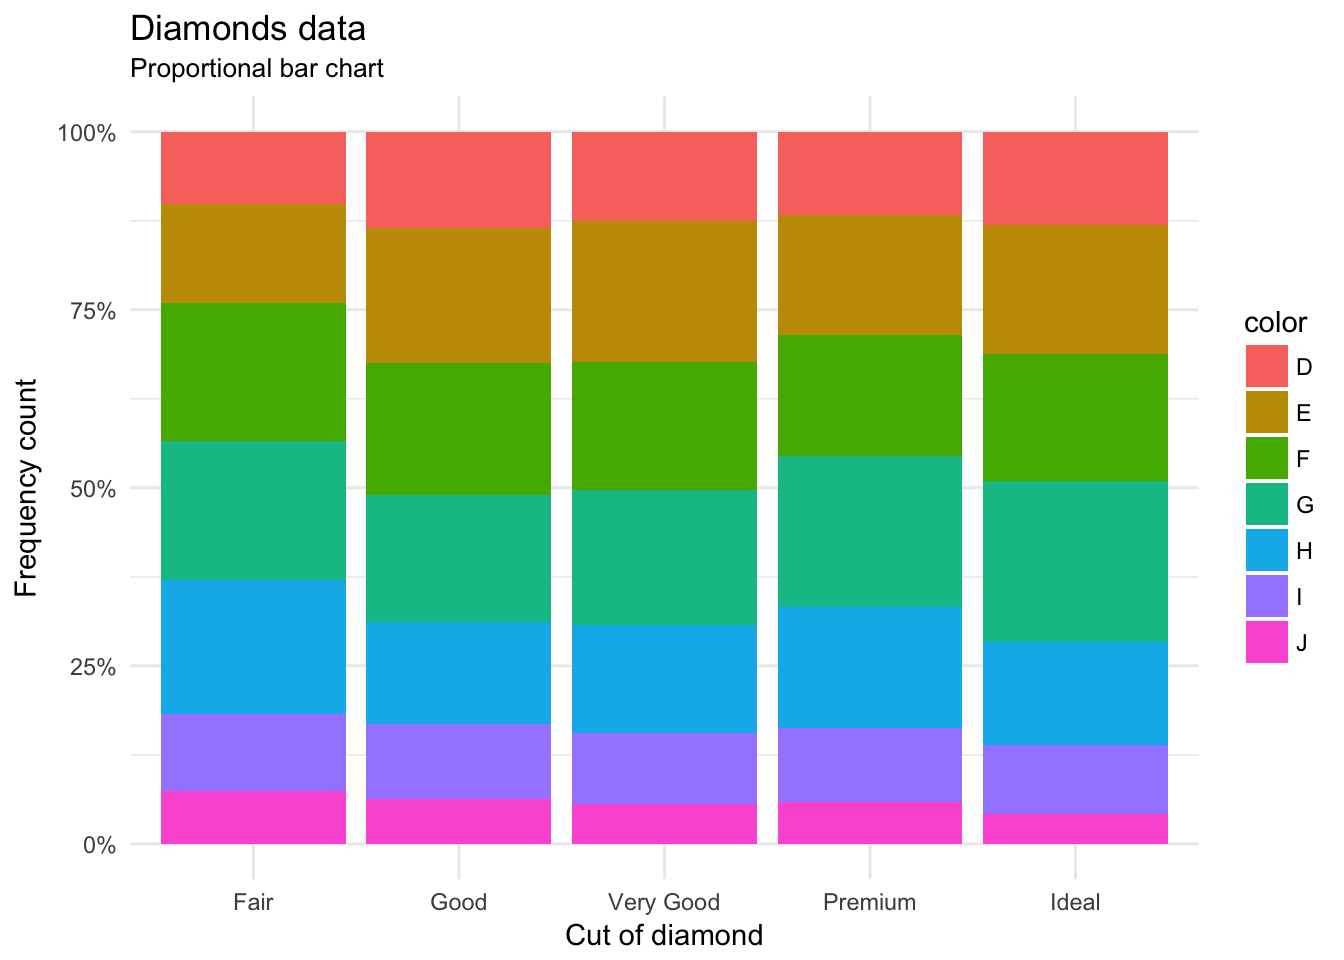 Diamonds data
Proportional bar chart
100%
75%
50%
25%
0%
Frequency count
Fair
Good
Very Good
Premium
Ideal
Cut of diamond
color
D
E
F
G
H
I
J